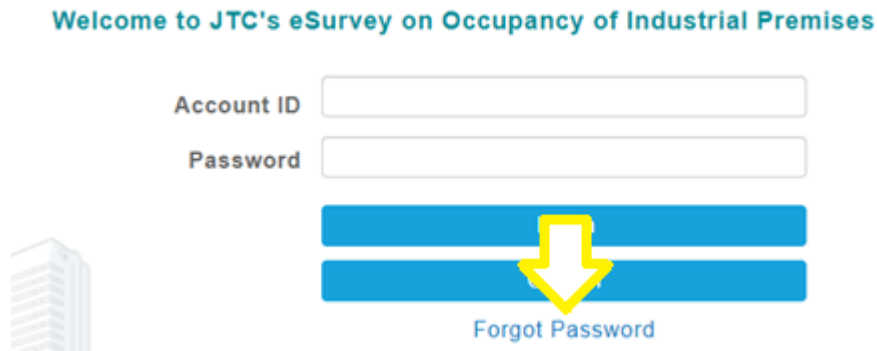 Welcome to JTC's eSurvey on Occupancy of Industrial Premises
Account ID
Password
Forgot Password